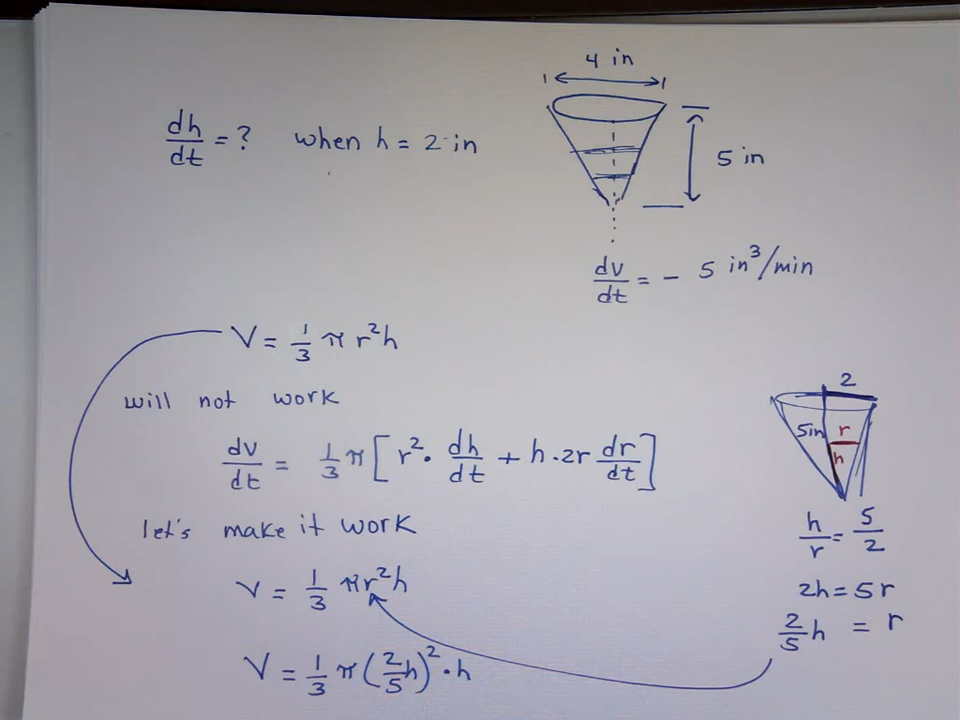 4 in
dh/dt = ? when h = 2 in
5 in
dv/dt = - 5 in³/min
V = 1/3 π r²h
will not work
dv/dt = 1/3 π [ r² · dh/dt + h · 2r dr/dt ]
let's make it work
V = 1/3 πr²h
V = 1/3 π (2/5 h)² · h
2
5in r
h
h/r = 5/2
2h = 5r
2/5 h = r